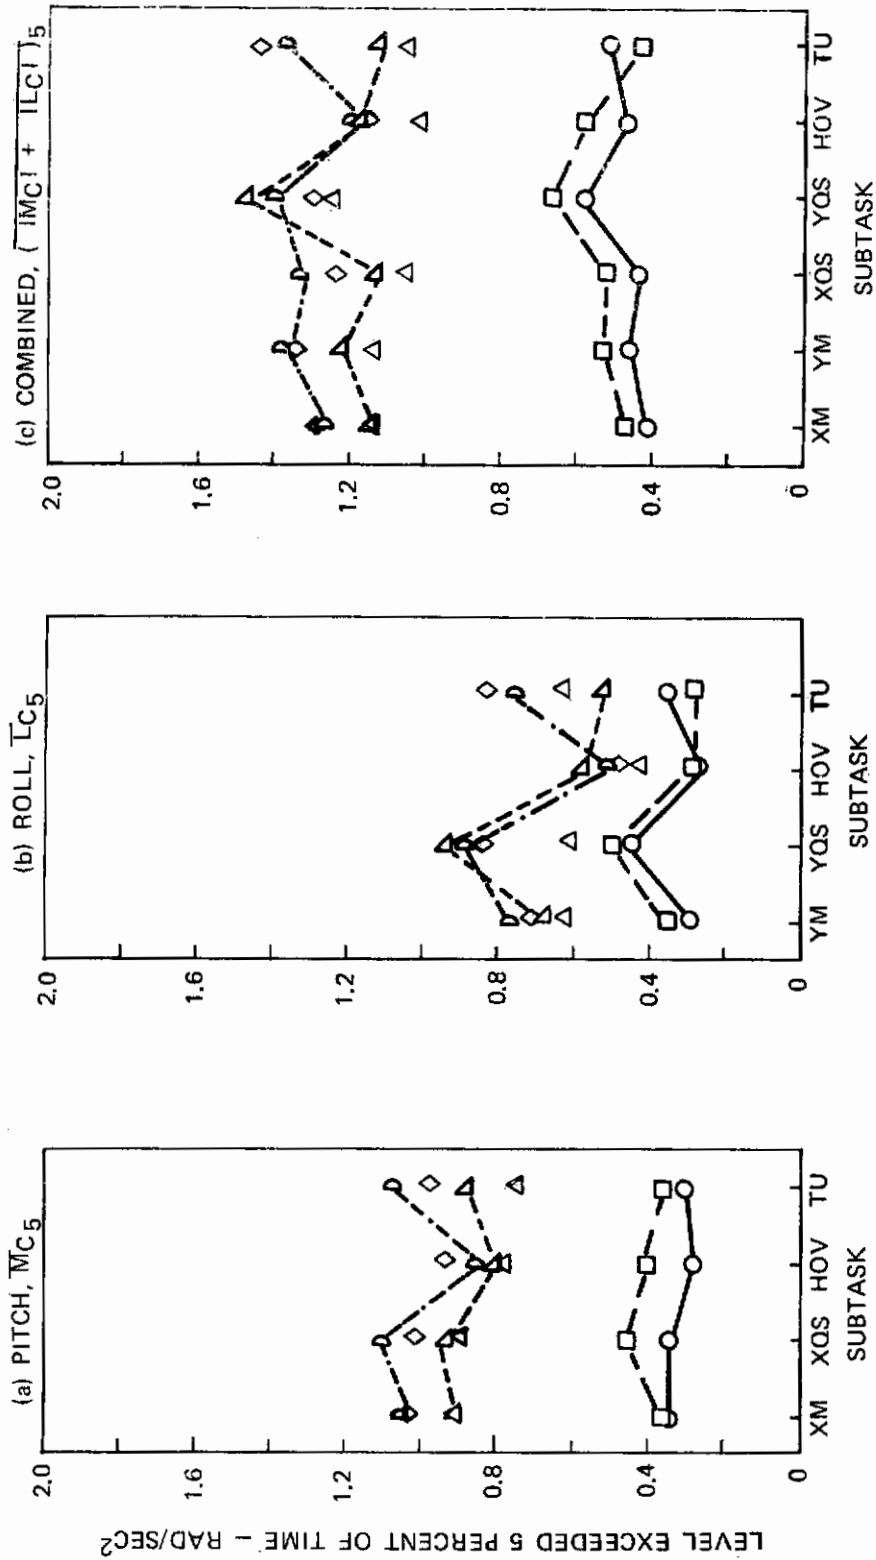 LEVEL EXCEEDED 5 PERCENT OF TIME – RAD/SEC²
(a) PITCH, M̅C5
2.0
1.6
1.2
0.8
0.4
0
XM XQS HOV TU
SUBTASK
(b) ROLL, L̅C5
2.0
1.6
1.2
0.8
0.4
0
YM YQS HOV TU
SUBTASK
(c) COMBINED, (|MC| + |LC|)5
2.0
1.6
1.2
0.8
0.4
0
XM YM XQS YQS HOV TU
SUBTASK